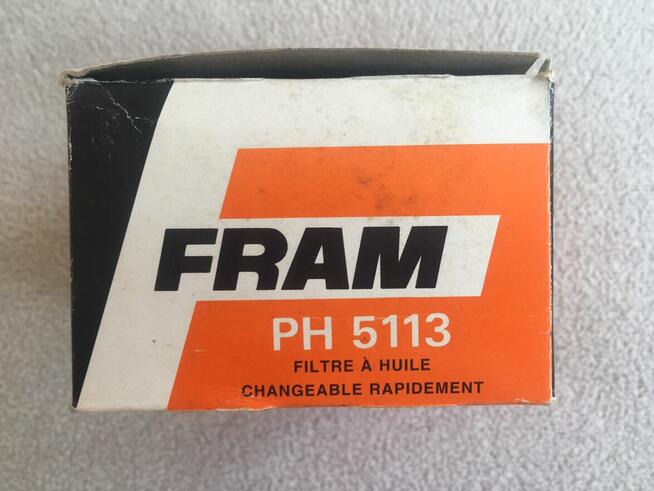 FRAM
PH 5113
FILTRE À HUILE
CHANGEABLE RAPIDEMENT